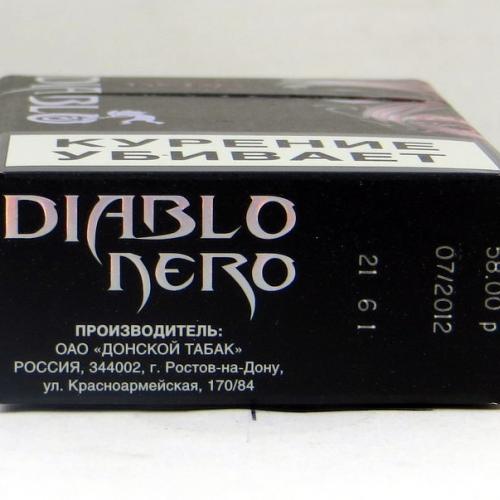 DIABLO
КУРЕНИЕ
УБИВАЕТ
DIABLO
NERO
ПРОИЗВОДИТЕЛЬ:
ОАО «ДОНСКОЙ ТАБАК»
РОССИЯ, 344002, г. Ростов-на-Дону,
ул. Красноармейская, 170/84
21 61
07/2012
58.00 р